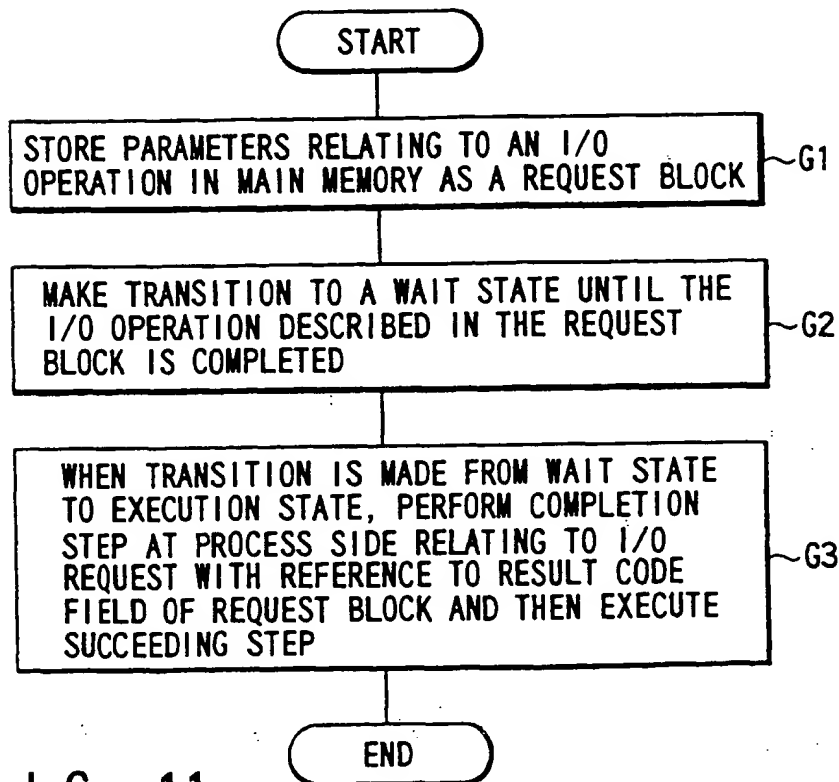 START
STORE PARAMETERS RELATING TO AN I/O
OPERATION IN MAIN MEMORY AS A REQUEST BLOCK
G1
MAKE TRANSITION TO A WAIT STATE UNTIL THE
I/O OPERATION DESCRIBED IN THE REQUEST
BLOCK IS COMPLETED
G2
WHEN TRANSITION IS MADE FROM WAIT STATE
TO EXECUTION STATE, PERFORM COMPLETION
STEP AT PROCESS SIDE RELATING TO I/O
REQUEST WITH REFERENCE TO RESULT CODE
FIELD OF REQUEST BLOCK AND THEN EXECUTE
SUCCEEDING STEP
G3
END